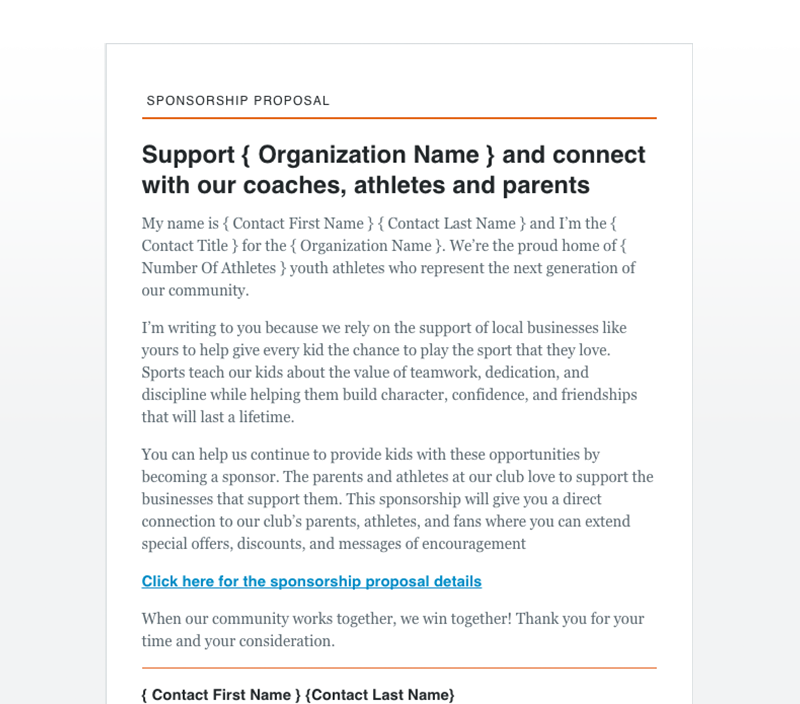 SPONSORSHIP PROPOSAL
Support { Organization Name } and connect
with our coaches, athletes and parents
My name is { Contact First Name } { Contact Last Name } and I’m the {
Contact Title } for the { Organization Name }. We’re the proud home of {
Number Of Athletes } youth athletes who represent the next generation of
our community.
I’m writing to you because we rely on the support of local businesses like
yours to help give every kid the chance to play the sport that they love.
Sports teach our kids about the value of teamwork, dedication, and
discipline while helping them build character, confidence, and friendships
that will last a lifetime.
You can help us continue to provide kids with these opportunities by
becoming a sponsor. The parents and athletes at our club love to support the
businesses that support them. This sponsorship will give you a direct
connection to our club’s parents, athletes, and fans where you can extend
special offers, discounts, and messages of encouragement
Click here for the sponsorship proposal details
When our community works together, we win together! Thank you for your
time and your consideration.
{ Contact First Name } {Contact Last Name}